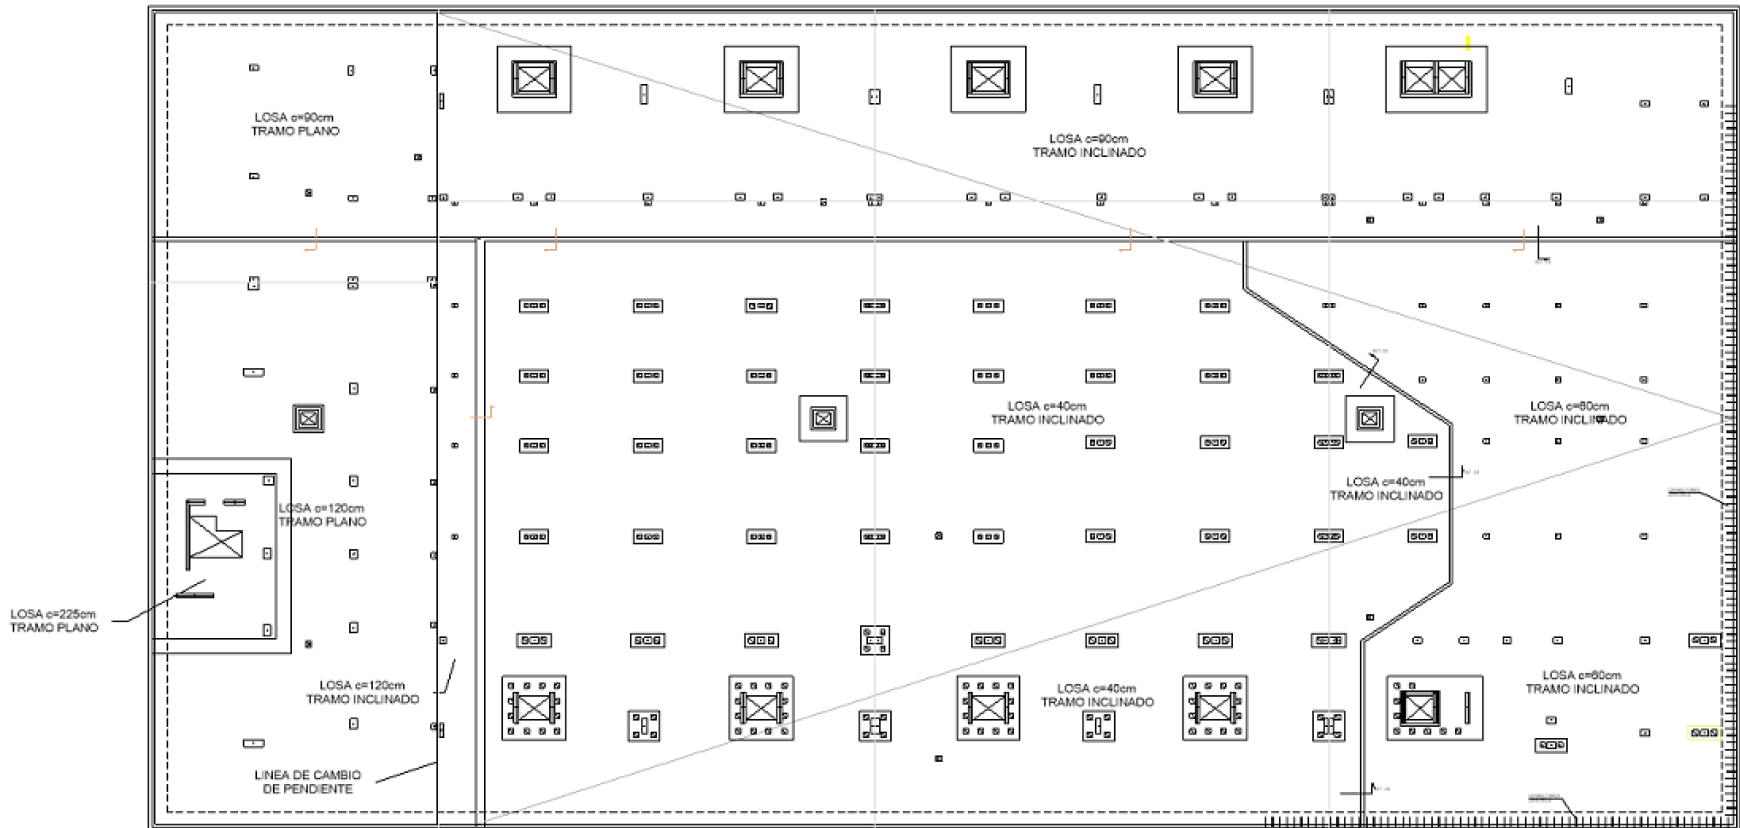 LOSA c=90cm
TRAMO PLANO
LOSA c=90cm
TRAMO INCLINADO
LOSA c=40cm
TRAMO INCLINADO
LOSA c=60cm
TRAMO INCLINADO
LOSA c=40cm
TRAMO INCLINADO
LOSA c=120cm
TRAMO PLANO
LOSA c=225cm
TRAMO PLANO
LOSA c=120cm
TRAMO INCLINADO
LOSA c=40cm
TRAMO INCLINADO
LOSA c=60cm
TRAMO INCLINADO
LINEA DE CAMBIO
DE PENDIENTE